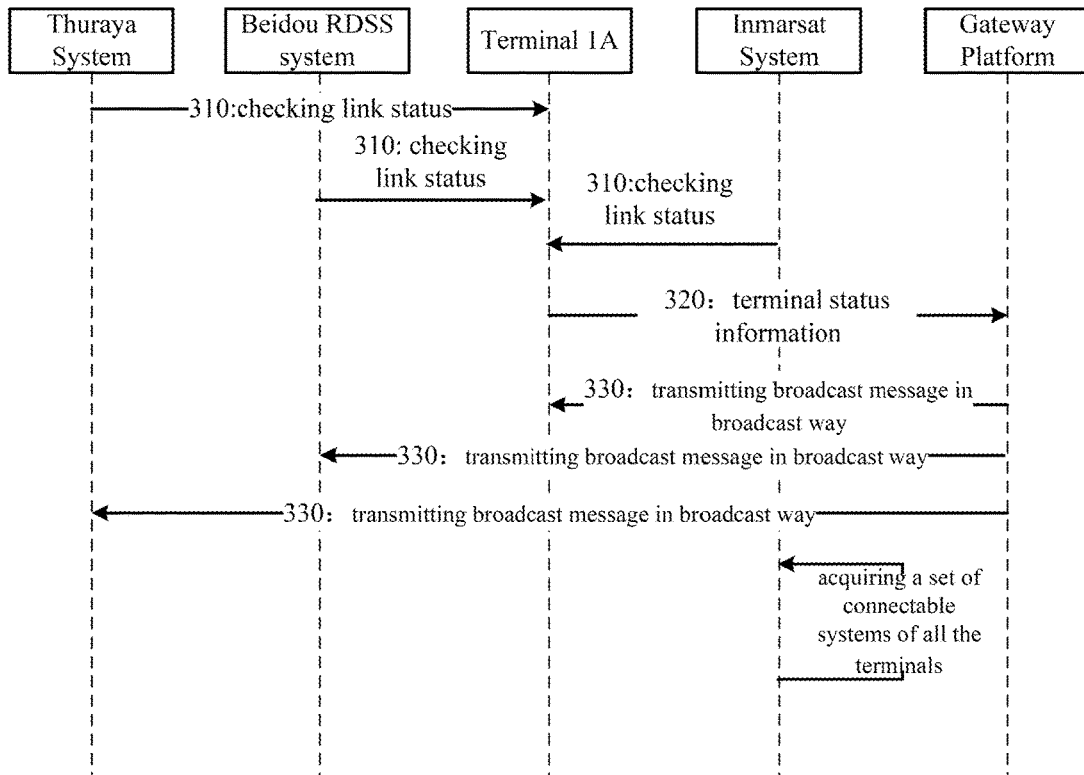 Thuraya
System
Beidou RDSS
system
Terminal 1A
Inmarsat
System
Gateway
Platform
310:checking link status
310: checking
link status
310:checking
link status
320： terminal status
information
330： transmitting broadcast message in
broadcast way
330： transmitting broadcast message in broadcast way
330： transmitting broadcast message in broadcast way
acquiring a set of
connectable
systems of all the
terminals